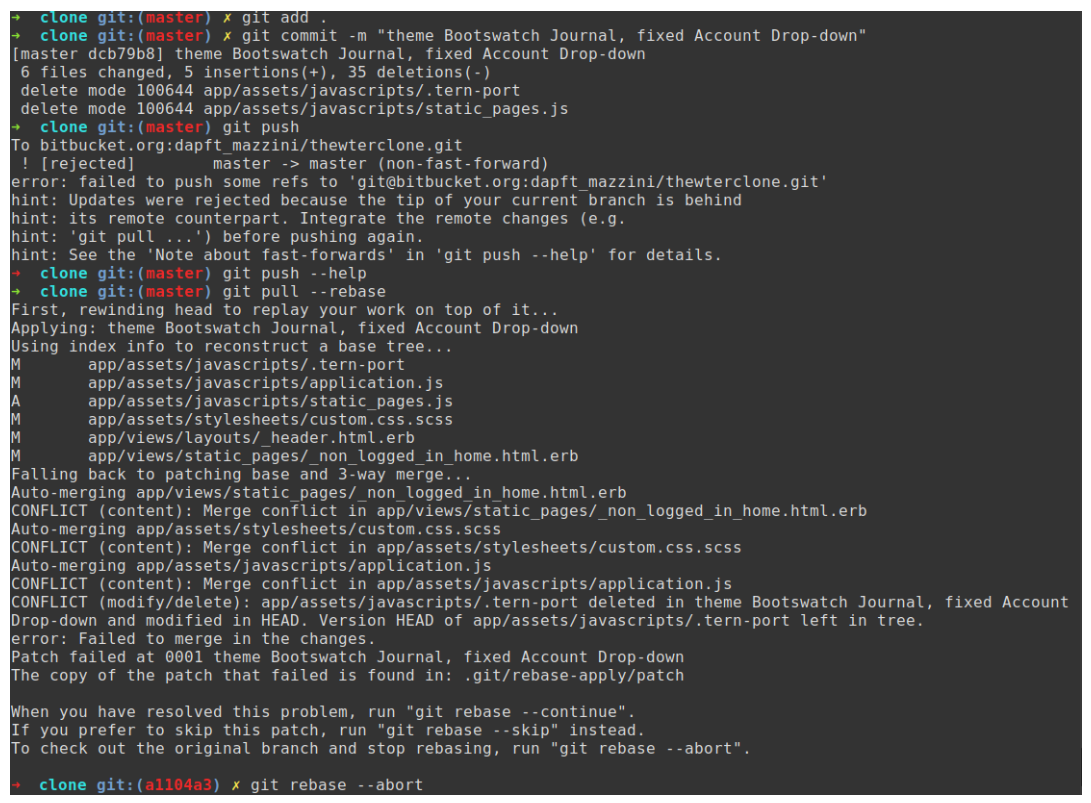 →  clone git:(master) ✗ git add .
→  clone git:(master) ✗ git commit -m "theme Bootswatch Journal, fixed Account Drop-down"
[master dcb79b8] theme Bootswatch Journal, fixed Account Drop-down
 6 files changed, 5 insertions(+), 35 deletions(-)
 delete mode 100644 app/assets/javascripts/.tern-port
 delete mode 100644 app/assets/javascripts/static_pages.js
→  clone git:(master) git push
To bitbucket.org:dapft_mazzini/thewterclone.git
 ! [rejected]        master -> master (non-fast-forward)
error: failed to push some refs to 'git@bitbucket.org:dapft_mazzini/thewterclone.git'
hint: Updates were rejected because the tip of your current branch is behind
hint: its remote counterpart. Integrate the remote changes (e.g.
hint: 'git pull ...') before pushing again.
hint: See the 'Note about fast-forwards' in 'git push --help' for details.
→  clone git:(master) git push --help
→  clone git:(master) git pull --rebase
First, rewinding head to replay your work on top of it...
Applying: theme Bootswatch Journal, fixed Account Drop-down
Using index info to reconstruct a base tree...
M       app/assets/javascripts/.tern-port
M       app/assets/javascripts/application.js
A       app/assets/javascripts/static_pages.js
M       app/assets/stylesheets/custom.css.scss
M       app/views/layouts/_header.html.erb
M       app/views/static_pages/_non_logged_in_home.html.erb
Falling back to patching base and 3-way merge...
Auto-merging app/views/static_pages/_non_logged_in_home.html.erb
CONFLICT (content): Merge conflict in app/views/static_pages/_non_logged_in_home.html.erb
Auto-merging app/assets/stylesheets/custom.css.scss
CONFLICT (content): Merge conflict in app/assets/stylesheets/custom.css.scss
Auto-merging app/assets/javascripts/application.js
CONFLICT (content): Merge conflict in app/assets/javascripts/application.js
CONFLICT (modify/delete): app/assets/javascripts/.tern-port deleted in theme Bootswatch Journal, fixed Account
Drop-down and modified in HEAD. Version HEAD of app/assets/javascripts/.tern-port left in tree.
error: Failed to merge in the changes.
Patch failed at 0001 theme Bootswatch Journal, fixed Account Drop-down
The copy of the patch that failed is found in: .git/rebase-apply/patch

When you have resolved this problem, run "git rebase --continue".
If you prefer to skip this patch, run "git rebase --skip" instead.
To check out the original branch and stop rebasing, run "git rebase --abort".

→  clone git:(a1104a3) ✗ git rebase --abort